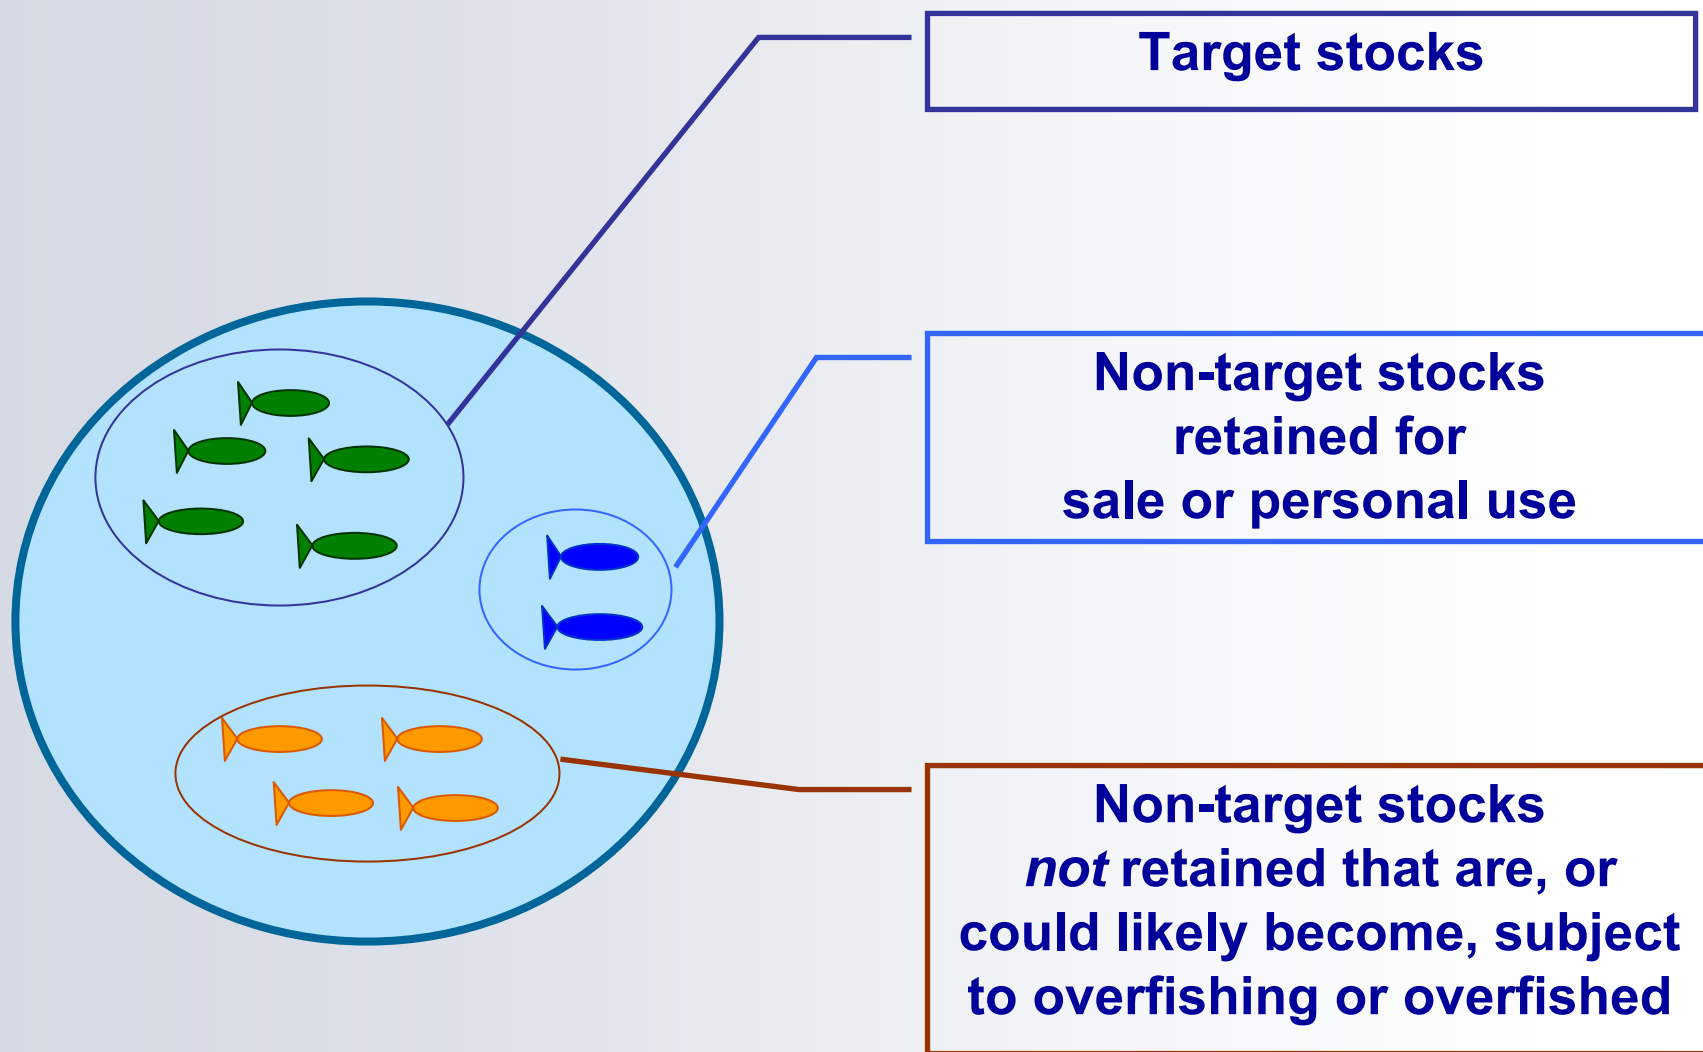 Target stocks
Non-target stocks
retained for
sale or personal use
Non-target stocks
not retained that are, or
could likely become, subject
to overfishing or overfished